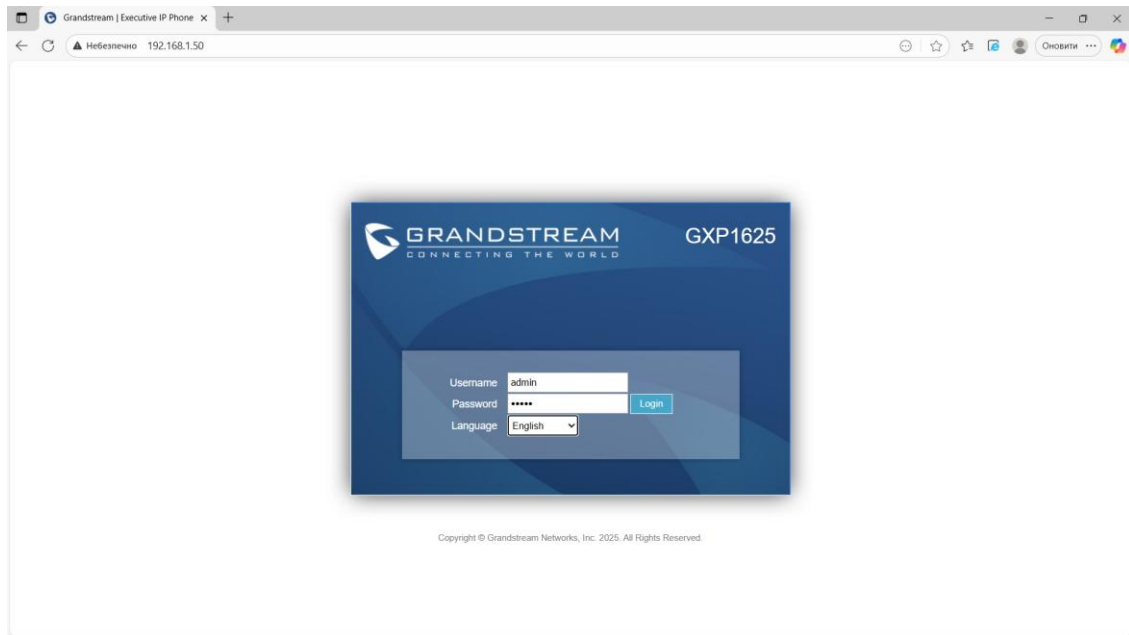 Grandstream | Executive IP Phone
Небезпечно 192.168.1.50 Оновити
GRANDSTREAM GXP1625
CONNECTING THE WORLD
Username admin
Password ••••• Login
Language English
Copyright © Grandstream Networks, Inc. 2025. All Rights Reserved.